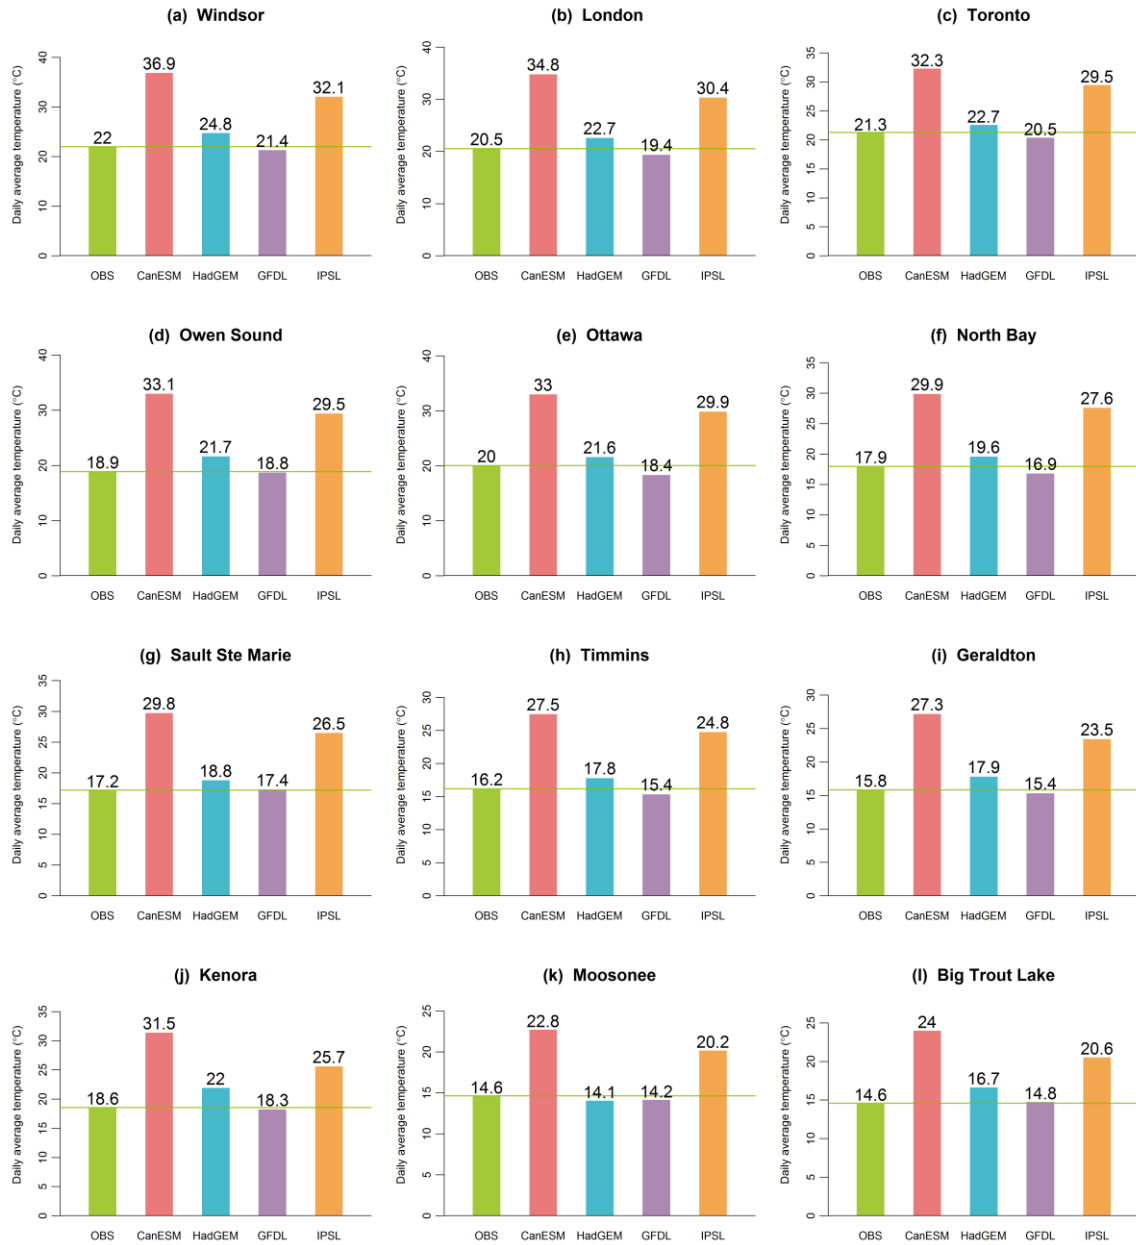 (a) Windsor
Daily average temperature (°C)
0 10 20 30 40
22 36.9 24.8 21.4 32.1
OBS CanESM HadGEM GFDL IPSL
(b) London
Daily average temperature (°C)
0 10 20 30 40
20.5 34.8 22.7 19.4 30.4
OBS CanESM HadGEM GFDL IPSL
(c) Toronto
Daily average temperature (°C)
0 5 10 15 20 25 30 35
21.3 32.3 22.7 20.5 29.5
OBS CanESM HadGEM GFDL IPSL
(d) Owen Sound
Daily average temperature (°C)
0 10 20 30 40
18.9 33.1 21.7 18.8 29.5
OBS CanESM HadGEM GFDL IPSL
(e) Ottawa
Daily average temperature (°C)
0 10 20 30 40
20 33 21.6 18.4 29.9
OBS CanESM HadGEM GFDL IPSL
(f) North Bay
Daily average temperature (°C)
0 5 10 15 20 25 30 35
17.9 29.9 19.6 16.9 27.6
OBS CanESM HadGEM GFDL IPSL
(g) Sault Ste Marie
Daily average temperature (°C)
0 5 10 15 20 25 30 35
17.2 29.8 18.8 17.4 26.5
OBS CanESM HadGEM GFDL IPSL
(h) Timmins
Daily average temperature (°C)
0 5 10 15 20 25 30
16.2 27.5 17.8 15.4 24.8
OBS CanESM HadGEM GFDL IPSL
(i) Geraldton
Daily average temperature (°C)
0 5 10 15 20 25 30
15.8 27.3 17.9 15.4 23.5
OBS CanESM HadGEM GFDL IPSL
(j) Kenora
Daily average temperature (°C)
0 5 10 15 20 25 30 35
18.6 31.5 22 18.3 25.7
OBS CanESM HadGEM GFDL IPSL
(k) Moosonee
Daily average temperature (°C)
0 5 10 15 20 25
14.6 22.8 14.1 14.2 20.2
OBS CanESM HadGEM GFDL IPSL
(l) Big Trout Lake
Daily average temperature (°C)
0 5 10 15 20 25
14.6 24 16.7 14.8 20.6
OBS CanESM HadGEM GFDL IPSL